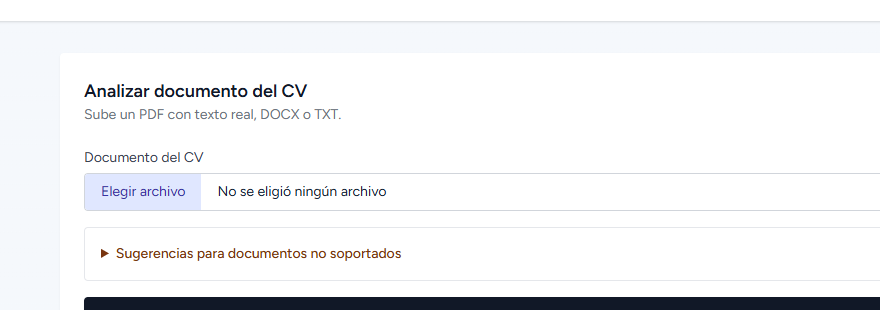 Analizar documento del CV
Sube un PDF con texto real, DOCX o TXT.
Documento del CV
Elegir archivo No se eligió ningún archivo
Sugerencias para documentos no soportados